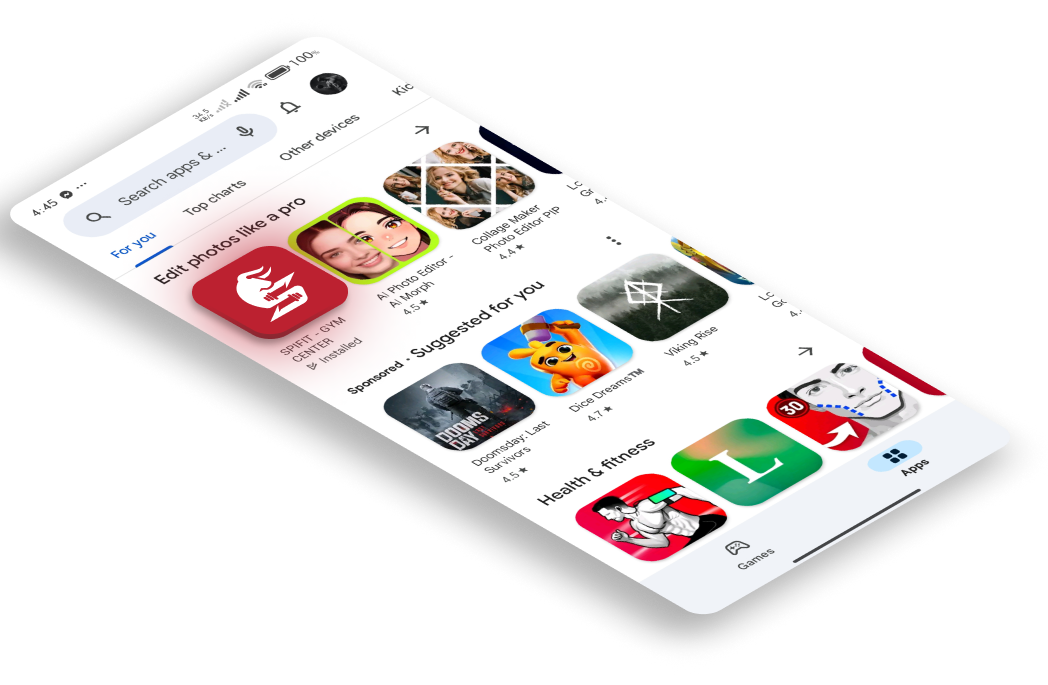 4:45 ...
34.5
KB/s
100%
Search apps & ...
For you
Top charts
Other devices
Kic
Edit photos like a pro
SPIFIT - GYM
CENTER
Installed
AI Photo Editor -
AI Morph
4.5★
Collage Maker
Photo Editor PIP
4.4★
Lo
Gr
4.
Sponsored · Suggested for you
DOOMS
DAY
Doomsday: Last
Survivors
4.5★
Dice Dreams™
4.7★
Viking Rise
4.5★
Lo
Go
4.
Health & fitness
L
30
Games
Apps